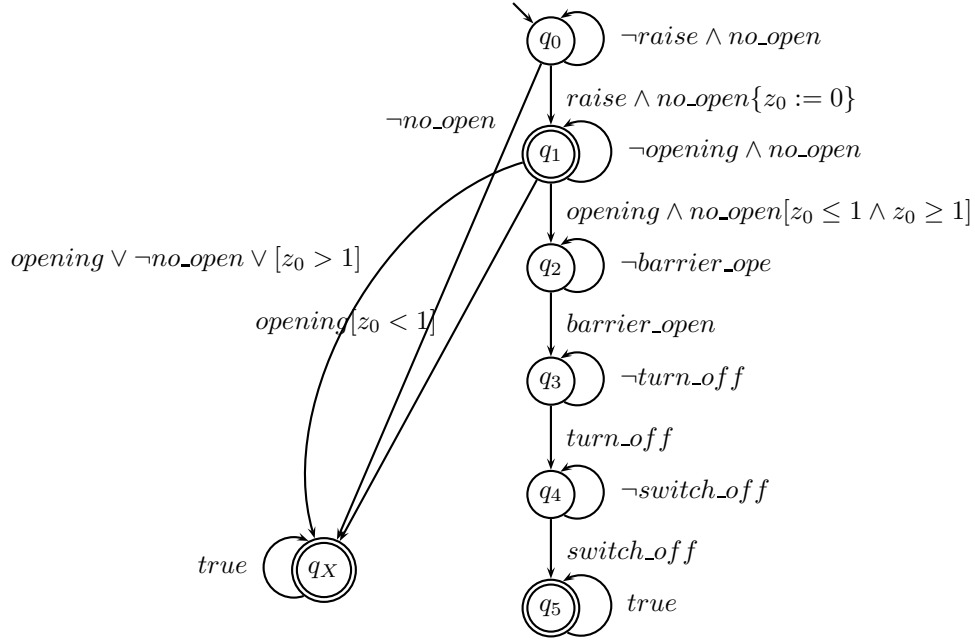 q0
¬raise ∧ no_open
raise ∧ no_open{z0 := 0}
¬no_open
q1
¬opening ∧ no_open
opening ∧ no_open[z0 ≤ 1 ∧ z0 ≥ 1]
opening ∨ ¬no_open ∨ [z0 > 1]
q2
¬barrier_ope
opening[z0 < 1]
barrier_open
q3
¬turn_off
turn_off
q4
¬switch_off
switch_off
true
qX
q5
true